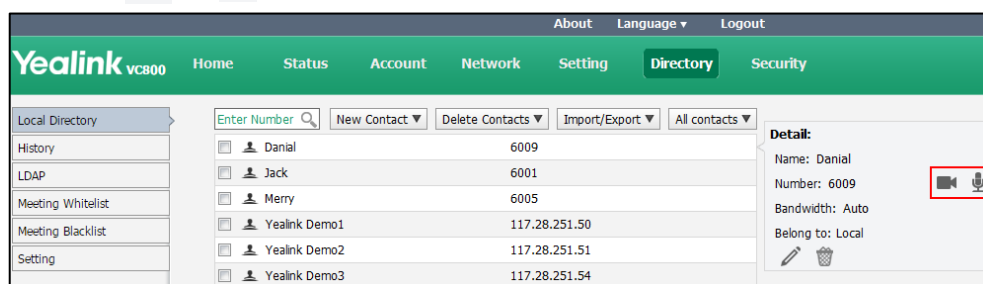 About Language ▾ Logout
Yealink VC800 Home Status Account Network Setting Directory Security
Local Directory
History
LDAP
Meeting Whitelist
Meeting Blacklist
Setting
Enter Number New Contact ▼ Delete Contacts ▼ Import/Export ▼ All contacts ▼
Danial 6009
Jack 6001
Merry 6005
Yealink Demo1 117.28.251.50
Yealink Demo2 117.28.251.51
Yealink Demo3 117.28.251.54
Detail:
Name: Danial
Number: 6009
Bandwidth: Auto
Belong to: Local